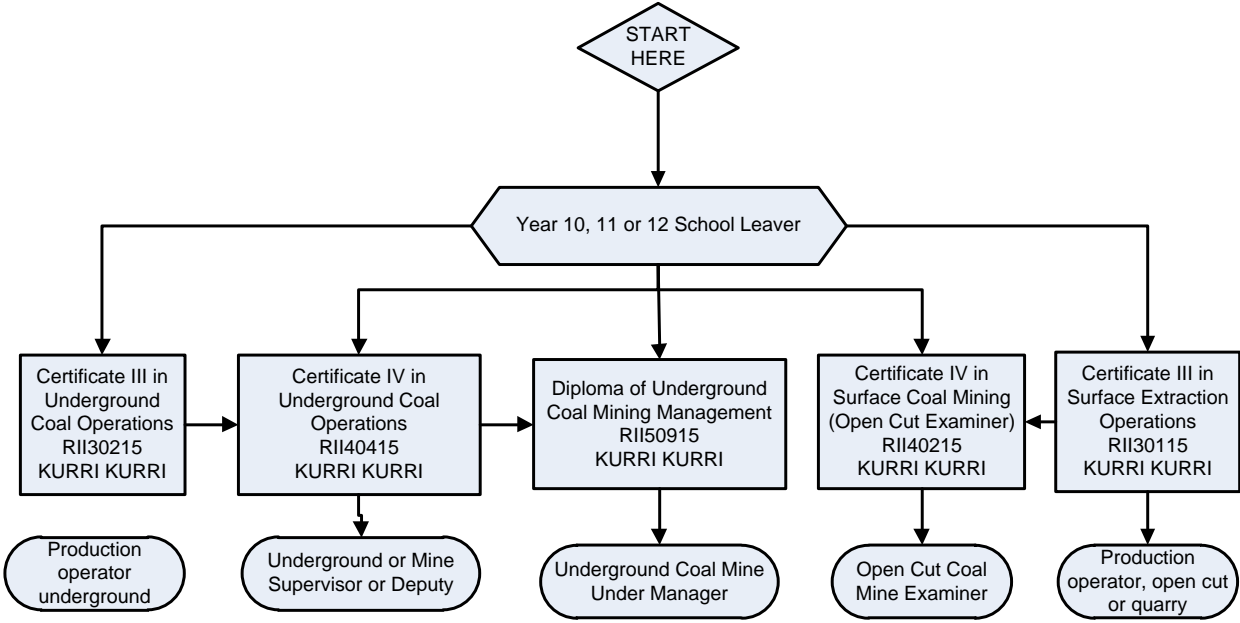 START
HERE
Year 10, 11 or 12 School Leaver
Certificate III in
Underground
Coal Operations
RII30215
KURRI KURRI
Certificate IV in
Underground Coal
Operations
RII40415
KURRI KURRI
Diploma of Underground
Coal Mining Management
RII50915
KURRI KURRI
Certificate IV in
Surface Coal Mining
(Open Cut Examiner)
RII40215
KURRI KURRI
Certificate III in
Surface Extraction
Operations
RII30115
KURRI KURRI
Production
operator
underground
Underground or Mine
Supervisor or Deputy
Underground Coal Mine
Under Manager
Open Cut Coal
Mine Examiner
Production
operator, open cut
or quarry